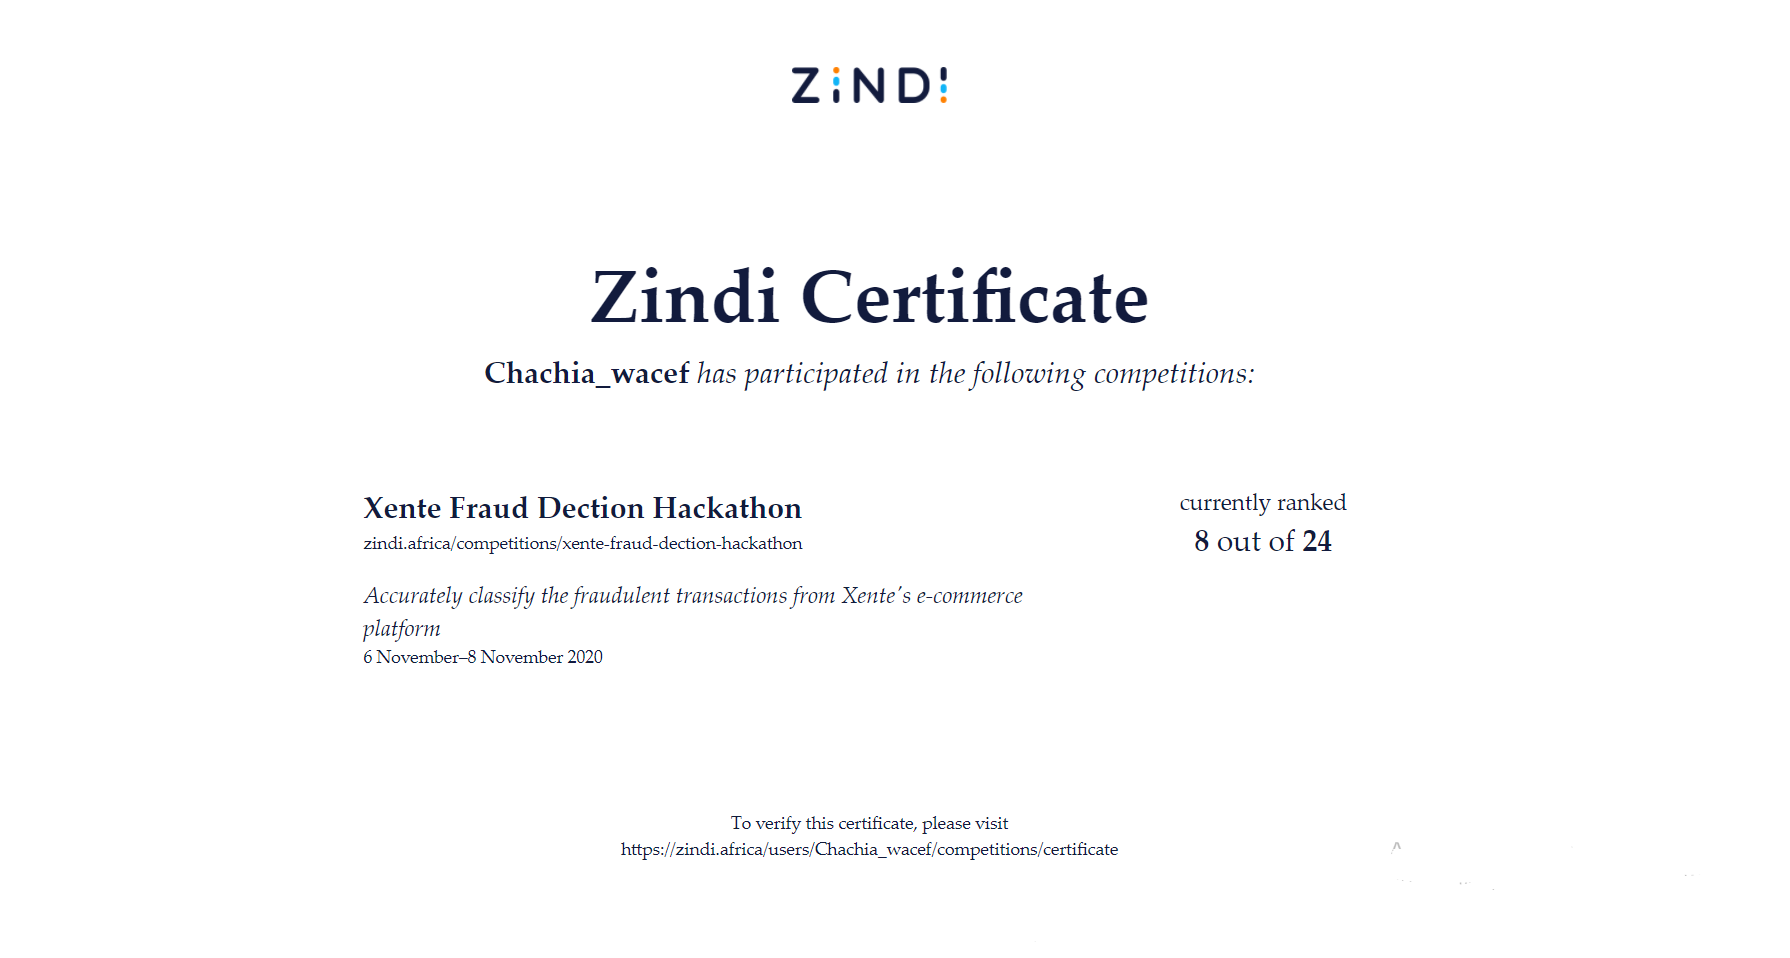 ZiNDi
Zindi Certificate
Chachia_wacef has participated in the following competitions:
Xente Fraud Dection Hackathon
currently ranked
zindi.africa/competitions/xente-fraud-dection-hackathon
8 out of 24
Accurately classify the fraudulent transactions from Xente's e-commerce
platform
6 November–8 November 2020
To verify this certificate, please visit
https://zindi.africa/users/Chachia_wacef/competitions/certificate